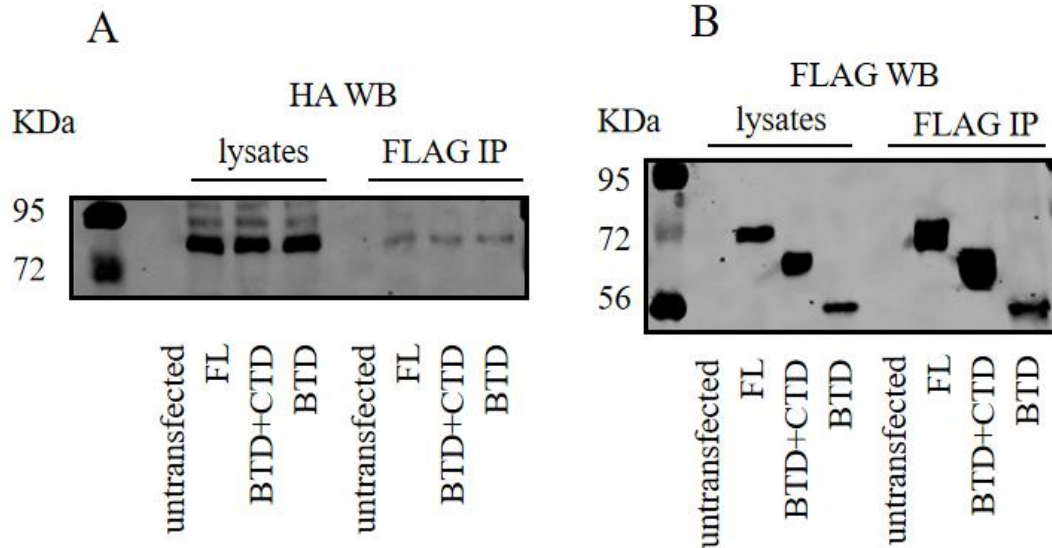 A
HA WB
KDa
lysates
FLAG IP
95
72
untransfected
FL
BTD+CTD
BTD
untransfected
FL
BTD+CTD
BTD
B
FLAG WB
KDa
lysates
FLAG IP
95
72
56
untransfected
FL
BTD+CTD
BTD
untransfected
FL
BTD+CTD
BTD